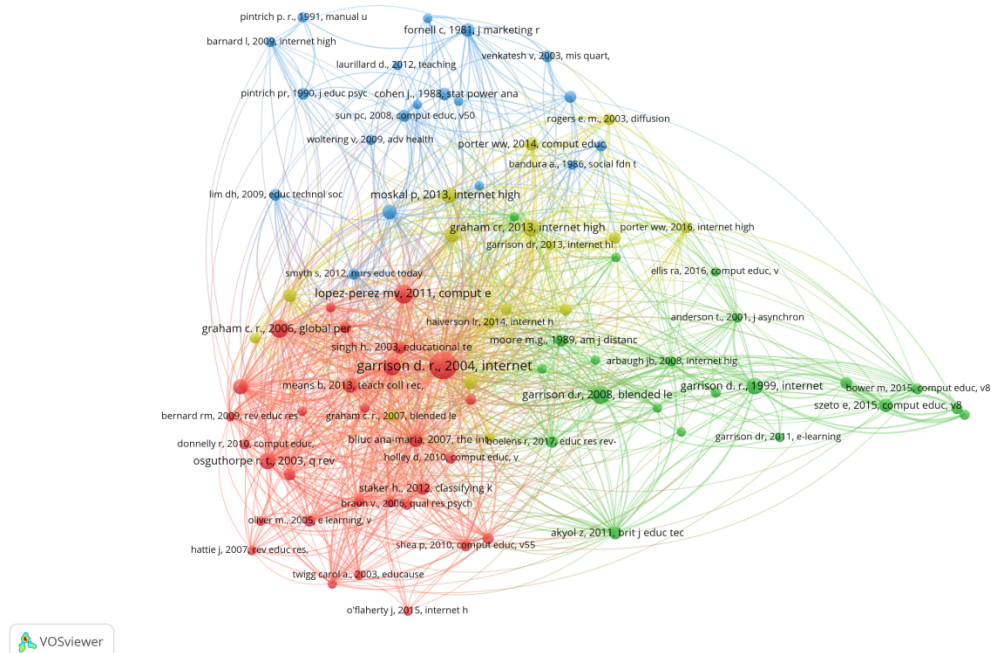 pintrich p. r., 1991, manual u
fornell c, 1981, j marketing r
barnard l, 2009, internet high
venkatesh v, 2003, mis quart,
laurillard d., 2012, teaching
pintrich pr, 1990, j educ psyc
cohen j., 1988, stat power ana
sun pc, 2008, comput educ, v50
rogers e. m., 2003, diffusion
woltering v, 2009, adv health
porter ww, 2014, comput educ,
bandura a., 1986, social fdn t
lim dh, 2009, educ technol soc
moskal p, 2013, internet high
graham cr, 2013, internet high
porter ww, 2016, internet high
garrison dr, 2013, internet hi
smyth s, 2012, nurs educ today
ellis ra, 2016, comput educ, v
lopez-perez mv, 2011, comput e
anderson t., 2001, j asynchron
halverson lr, 2014, internet h
graham c. r., 2006, global per
moore m.g., 1989, am j distanc
singh h., 2003, educational te
garrison d. r., 2004, internet
arbaugh jb, 2008, internet hig
means b, 2013, teach coll rec,
garrison d. r., 1999, internet
bower m, 2015, comput educ, v8
garrison d.r, 2008, blended le
szeto e, 2015, comput educ, v8
bernard rm, 2009, rev educ res
graham c. r., 2007, blended le
donnelly r, 2010, comput educ,
bliuc ana-maria, 2007, the int
boelens r, 2017, educ res rev-
garrison dr, 2011, e-learning
osguthorpe r. t., 2003, q rev
holley d, 2010, comput educ, v
staker h., 2012, classifying k
braun v., 2006, qual res psych
oliver m., 2005, e learning, v
akyol z, 2011, brit j educ tec
hattie j, 2007, rev educ res,
shea p, 2010, comput educ, v55
twigg carol a., 2003, educause
o'flaherty j, 2015, internet h
VOSviewer